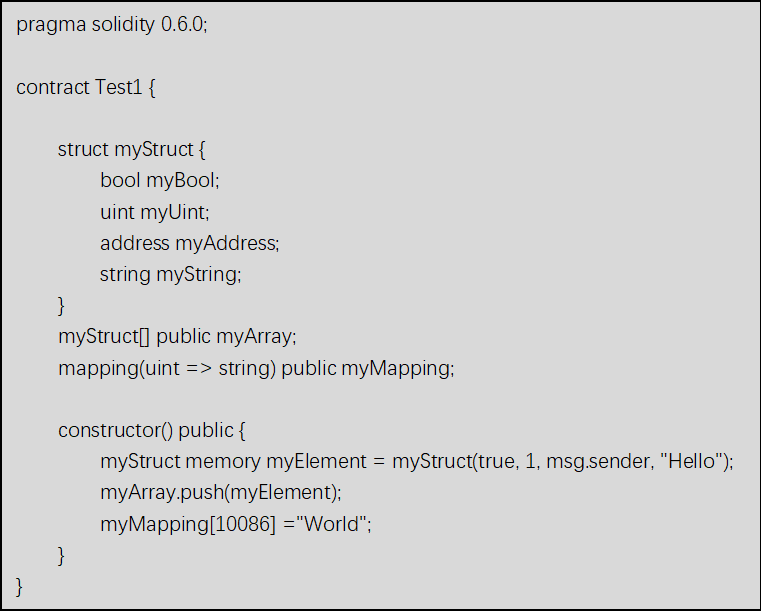 pragma solidity 0.6.0;
contract Test1 {
struct myStruct {
bool myBool;
uint myUint;
address myAddress;
string myString;
}
myStruct[] public myArray;
mapping(uint => string) public myMapping;
constructor() public {
myStruct memory myElement = myStruct(true, 1, msg.sender, "Hello");
myArray.push(myElement);
myMapping[10086] ="World";
}
}